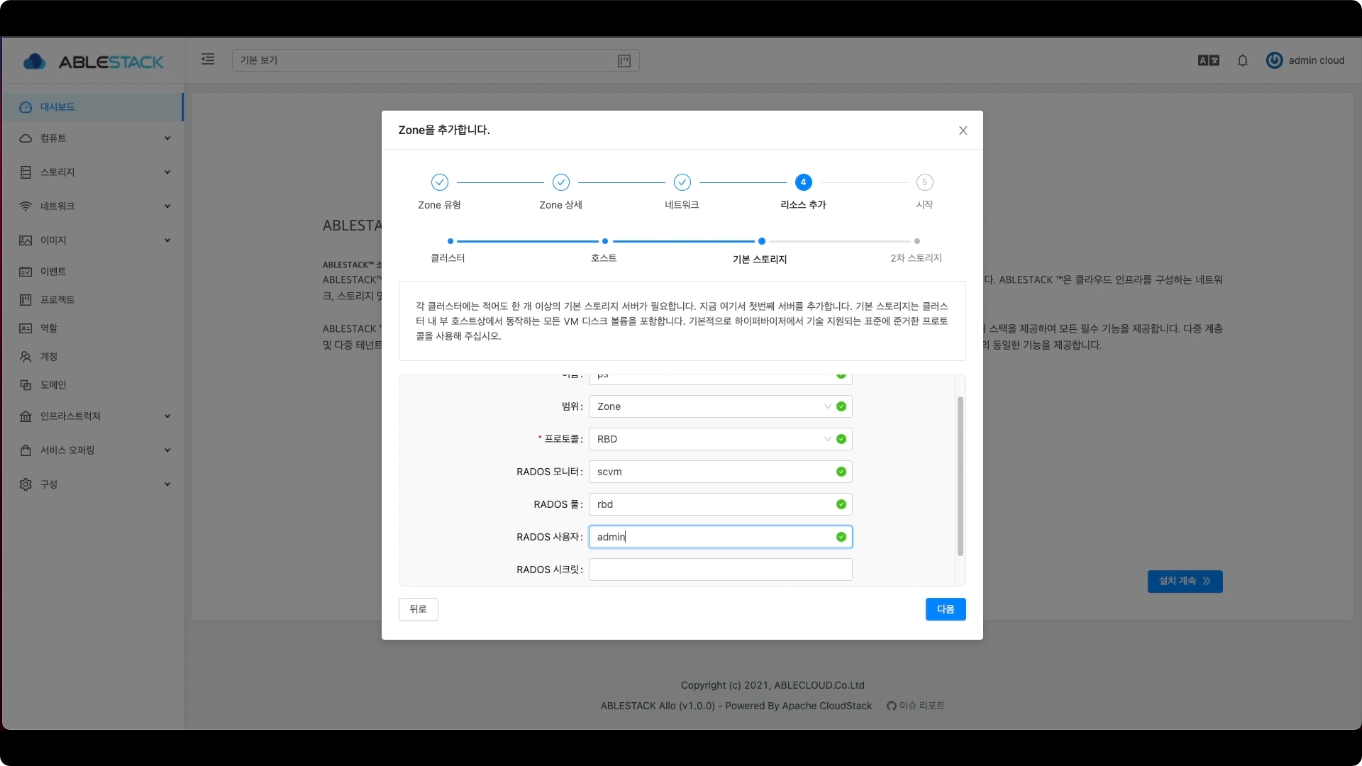 ABLESTACK
기본 보기
admin cloud
대시보드
컴퓨트
스토리지
네트워크
이미지
이벤트
프로젝트
역할
계정
도메인
인프라스트럭쳐
서비스 오퍼링
구성
ABLESTA
ABLESTACK™ 소
ABLESTACK™
다. ABLESTACK ™은 클라우드 인프라를 구성하는 네트워
크, 스토리지 및
ABLESTACK
스택을 제공하여 모든 필수 기능을 제공합니다. 다중 계층
및 다중 테넌트
의 동일한 기능을 제공합니다.
설치 계속
Zone을 추가합니다.
4
5
Zone 유형
Zone 상세
네트워크
리소스 추가
시작
클러스터
호스트
기본 스토리지
2차 스토리지
각 클러스터에는 적어도 한 개 이상의 기본 스토리지 서버가 필요합니다. 지금 여기서 첫번째 서버를 추가합니다. 기본 스토리지는 클러스
터 내 부 호스트상에서 동작하는 모든 VM 디스크 볼륨을 포함합니다. 기본적으로 하이퍼바이저에서 기술 지원되는 표준에 준거한 프로토
콜을 사용해 주십시오.
이름: ps
범위: Zone
* 프로토콜: RBD
RADOS 모니터: scvm
RADOS 풀: rbd
RADOS 사용자: admin
RADOS 시크릿:
뒤로
다음
Copyright (c) 2021, ABLECLOUD.Co.Ltd
ABLESTACK Allo (v1.0.0) - Powered By Apache CloudStack 이슈 리포트